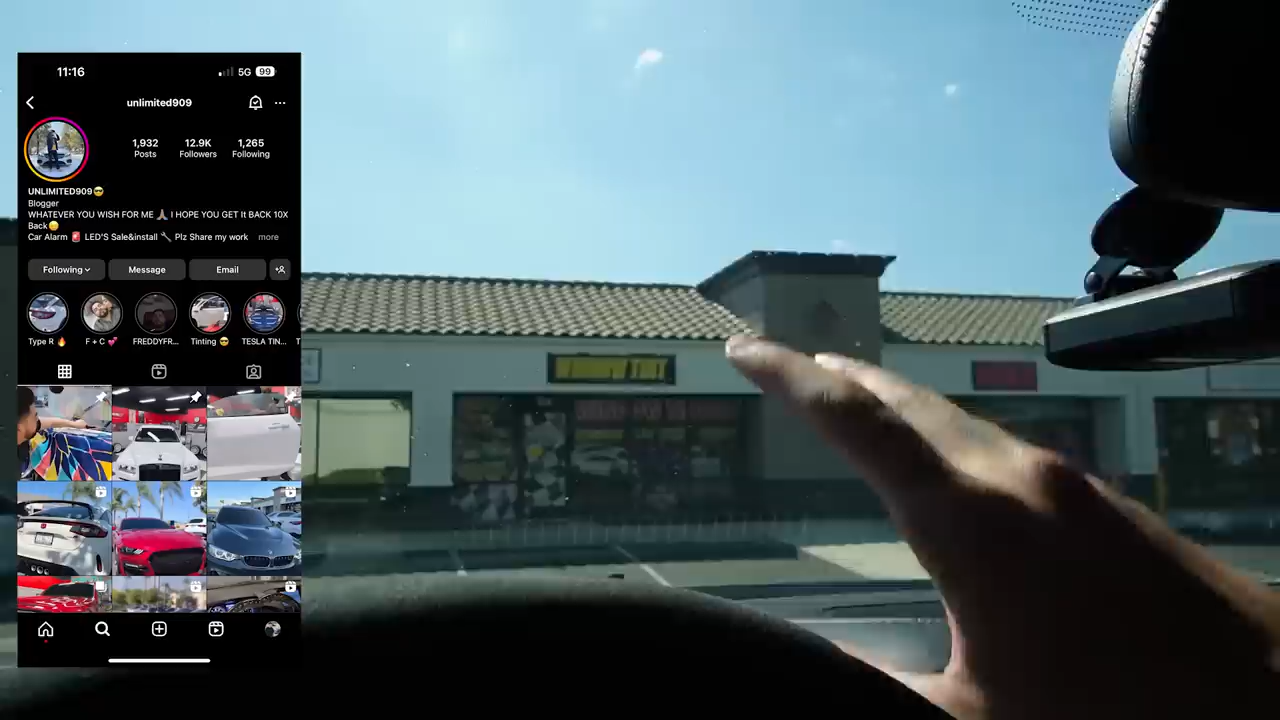 11:16
5G
99
unlimited909
1,932
Posts
12.9K
Followers
1,265
Following
UNLIMITED909😎
Blogger
WHATEVER YOU WISH FOR ME 🙏🏽 I HOPE YOU GET It BACK 10X
Back😊
Car Alarm 🚨 LED'S Sale&install 🔧 Plz Share my work more
Following
Message
Email
Type R 🔥
F + C 💕
FREDDYFR...
Tinting 😎
TESLA TIN...
T